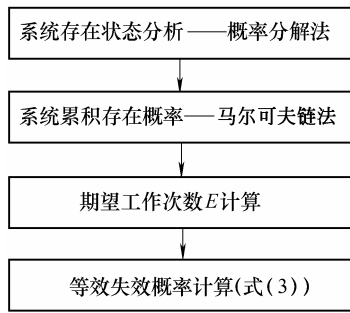 系统存在状态分析——概率分解法
系统累积存在概率——马尔可夫链法
期望工作次数E计算
等效失效概率计算(式(3))